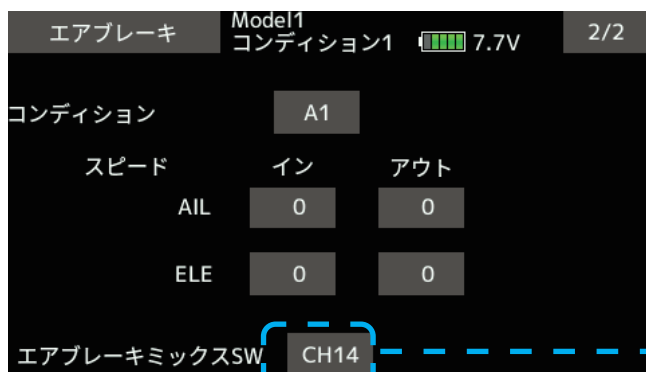 エアブレーキ Model1 2/2
コンディション1 7.7V
コンディション A1
スピード イン アウト
AIL 0 0
ELE 0 0
エアブレーキミックスSW CH14